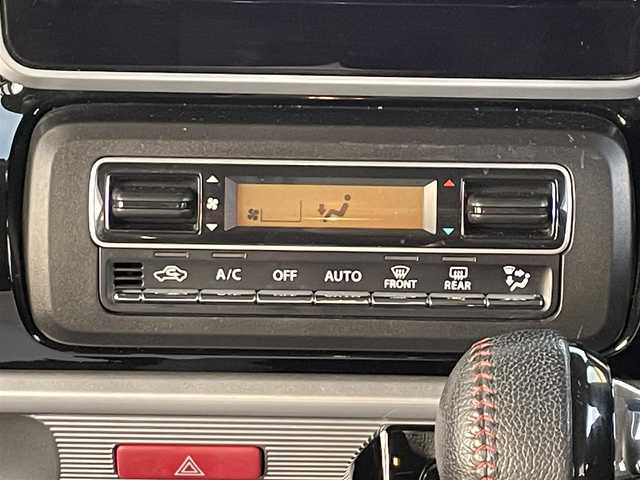 A/C OFF AUTO FRONT REAR